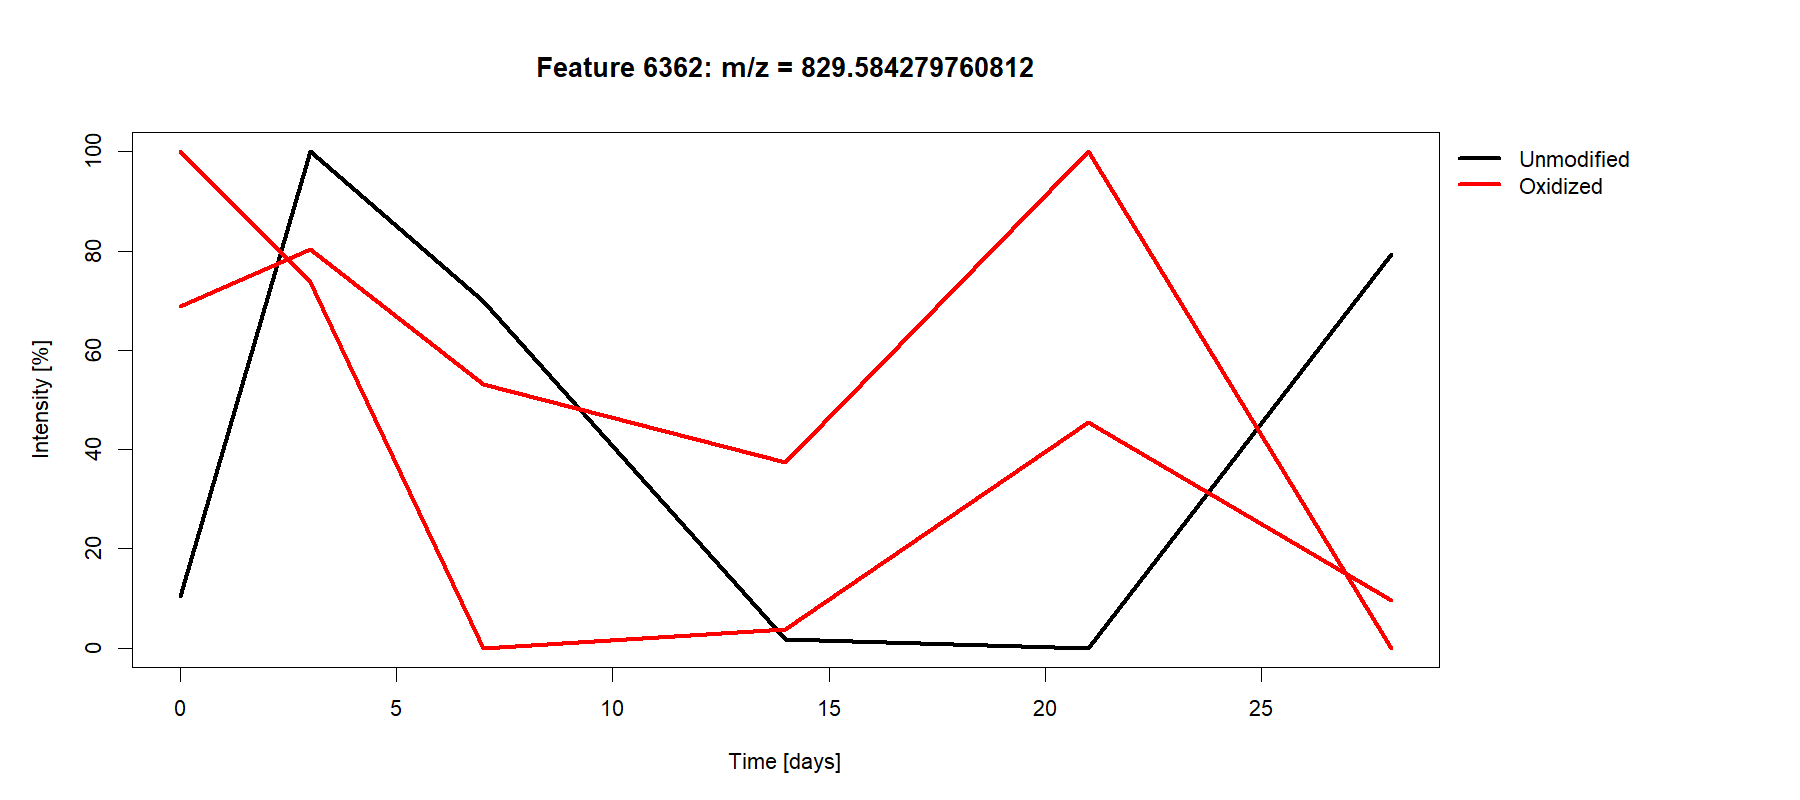 Feature 6362: m/z = 829.584279760812
Unmodified
Oxidized
Intensity [%]
100
80
60
40
20
0
0 5 10 15 20 25
Time [days]